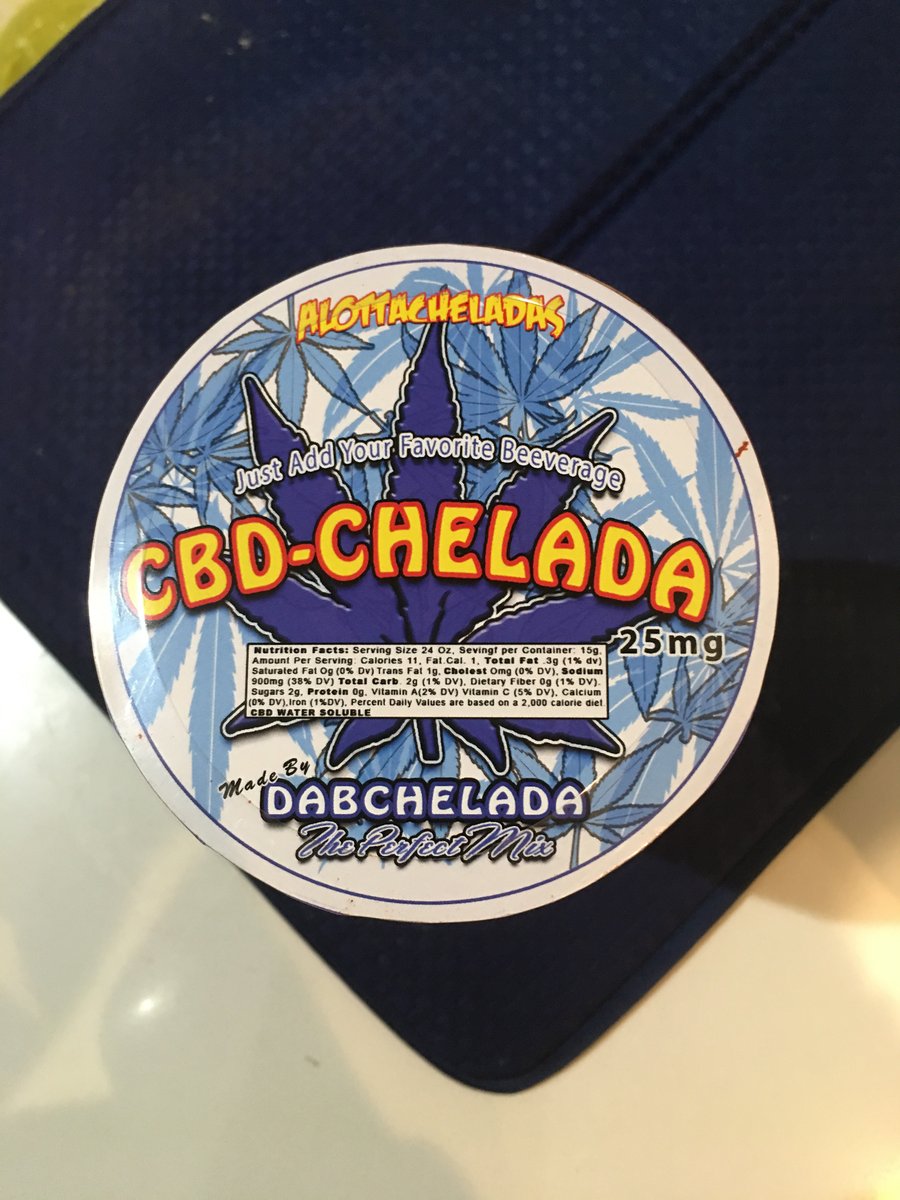 ALOTTACHELADAS
Just Add Your Favorite Beeverage
CBD-CHELADA
25mg
Nutrition Facts: Serving Size 24 Oz, Sevingf per Container: 15g,
Amount Per Serving: Calories 11, Fat.Cal. 1, Total Fat .3g (1% dv)
Saturated Fat Og (0% Dv) Trans Fat 1g, Cholest Omg (0% DV), Sodium
900mg (38% DV) Total Carb. 2g (1% DV), Dietary Fiber 0g (1% DV).
Sugars 2g, Protein 0g, Vitamin A(2% DV) Vitamin C (5% DV), Calcium
(0% DV),Iron (1%DV), Percent Daily Values are based on a 2,000 calorie diet.
CBD WATER SOLUBLE
Made By
DABCHELADA
The Perfect Mix